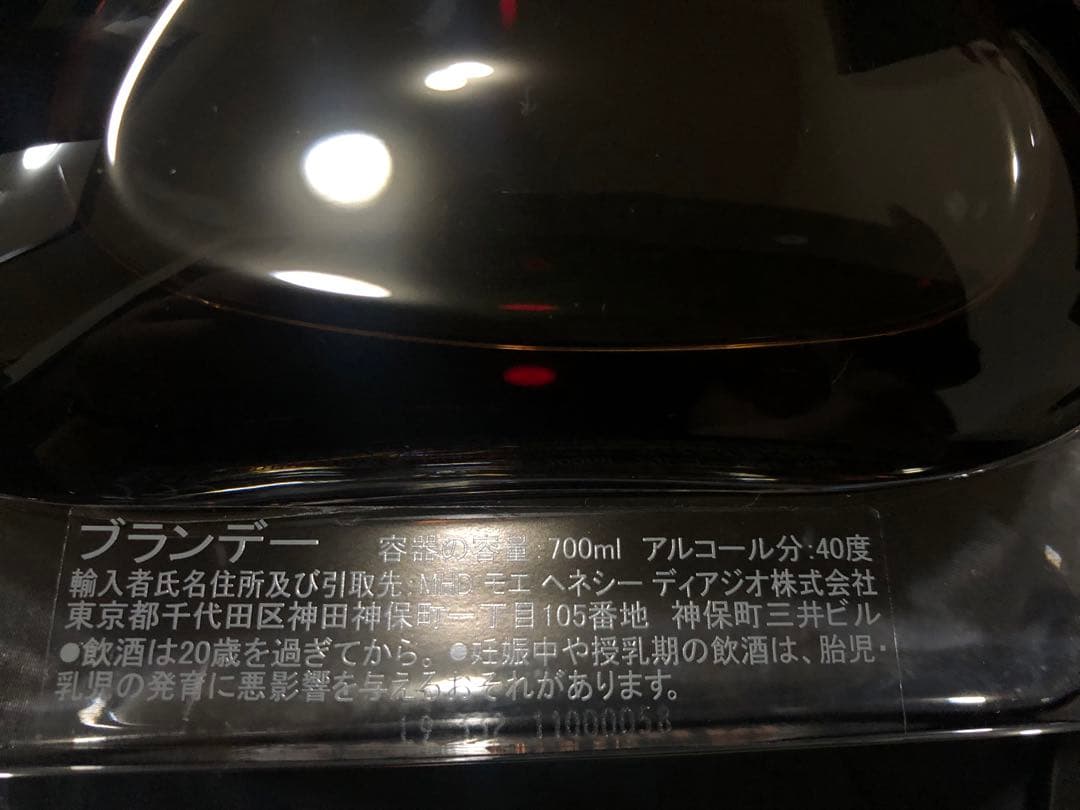 ブランデー 容器の容量:700ml アルコール分:40度
輸入者氏名住所及び引取先:MHD モエ ヘネシー ディアジオ株式会社
東京都千代田区神田神保町一丁目105番地 神保町三井ビル
●飲酒は20歳を過ぎてから。●妊娠中や授乳期の飲酒は、胎児・
乳児の発育に悪影響を与えるおそれがあります。
19 11000053